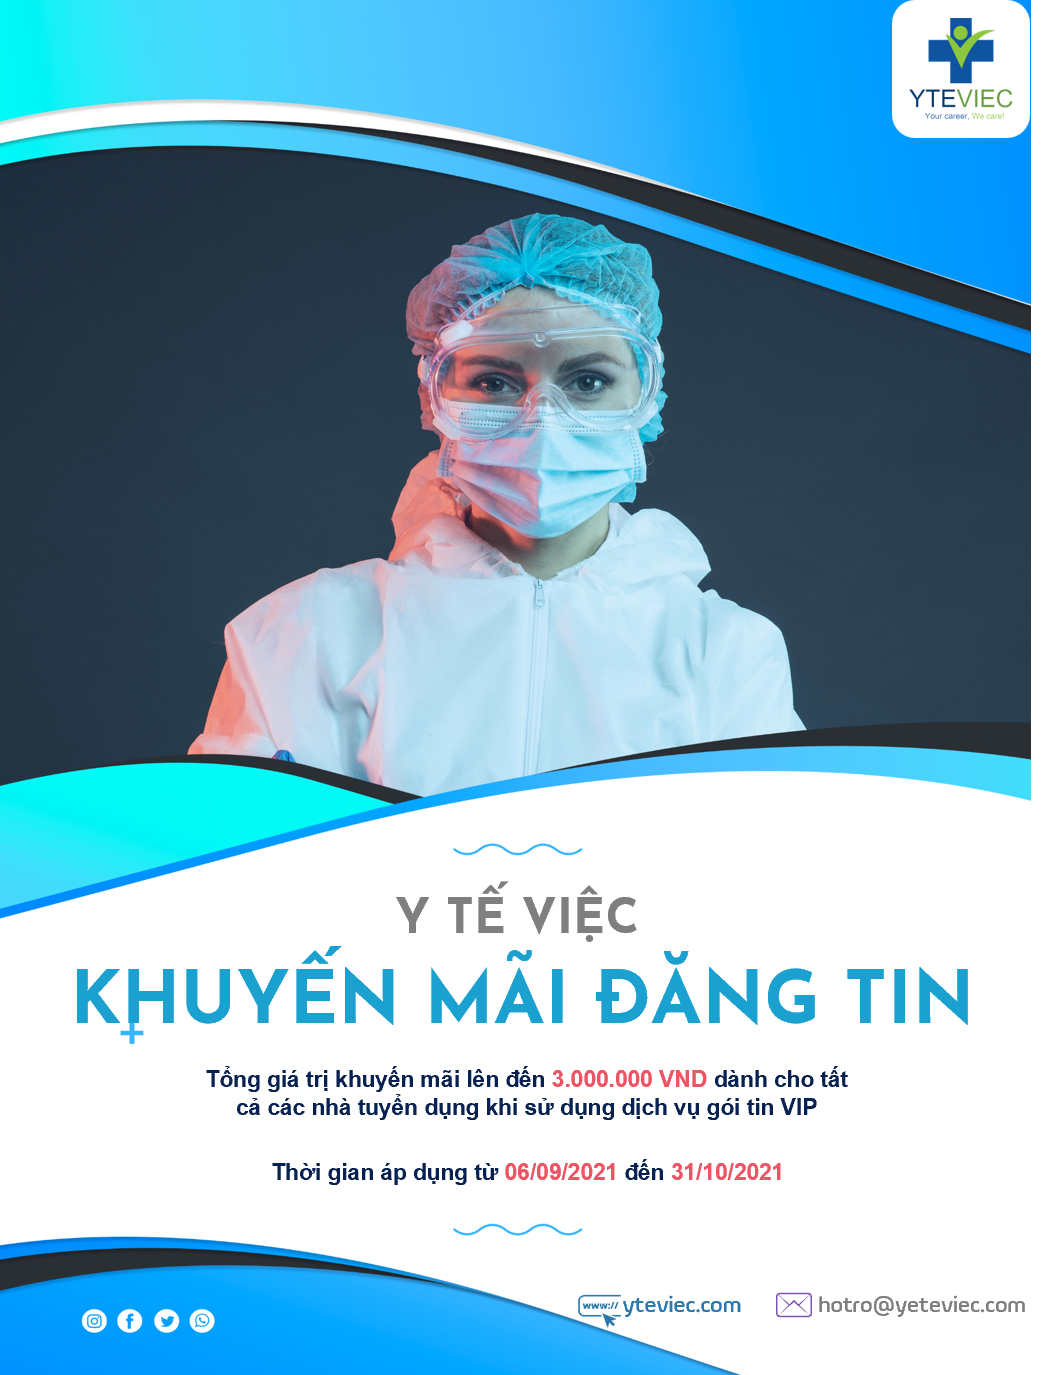 YTEVIEC
Your career, We care!
Y TẾ VIỆC
KHUYẾN MÃI ĐĂNG TIN
Tổng giá trị khuyến mãi lên đến 3.000.000 VND dành cho tất
cả các nhà tuyển dụng khi sử dụng dịch vụ gói tin VIP
Thời gian áp dụng từ 06/09/2021 đến 31/10/2021
www:// yteviec.com
hotro@yeteviec.com